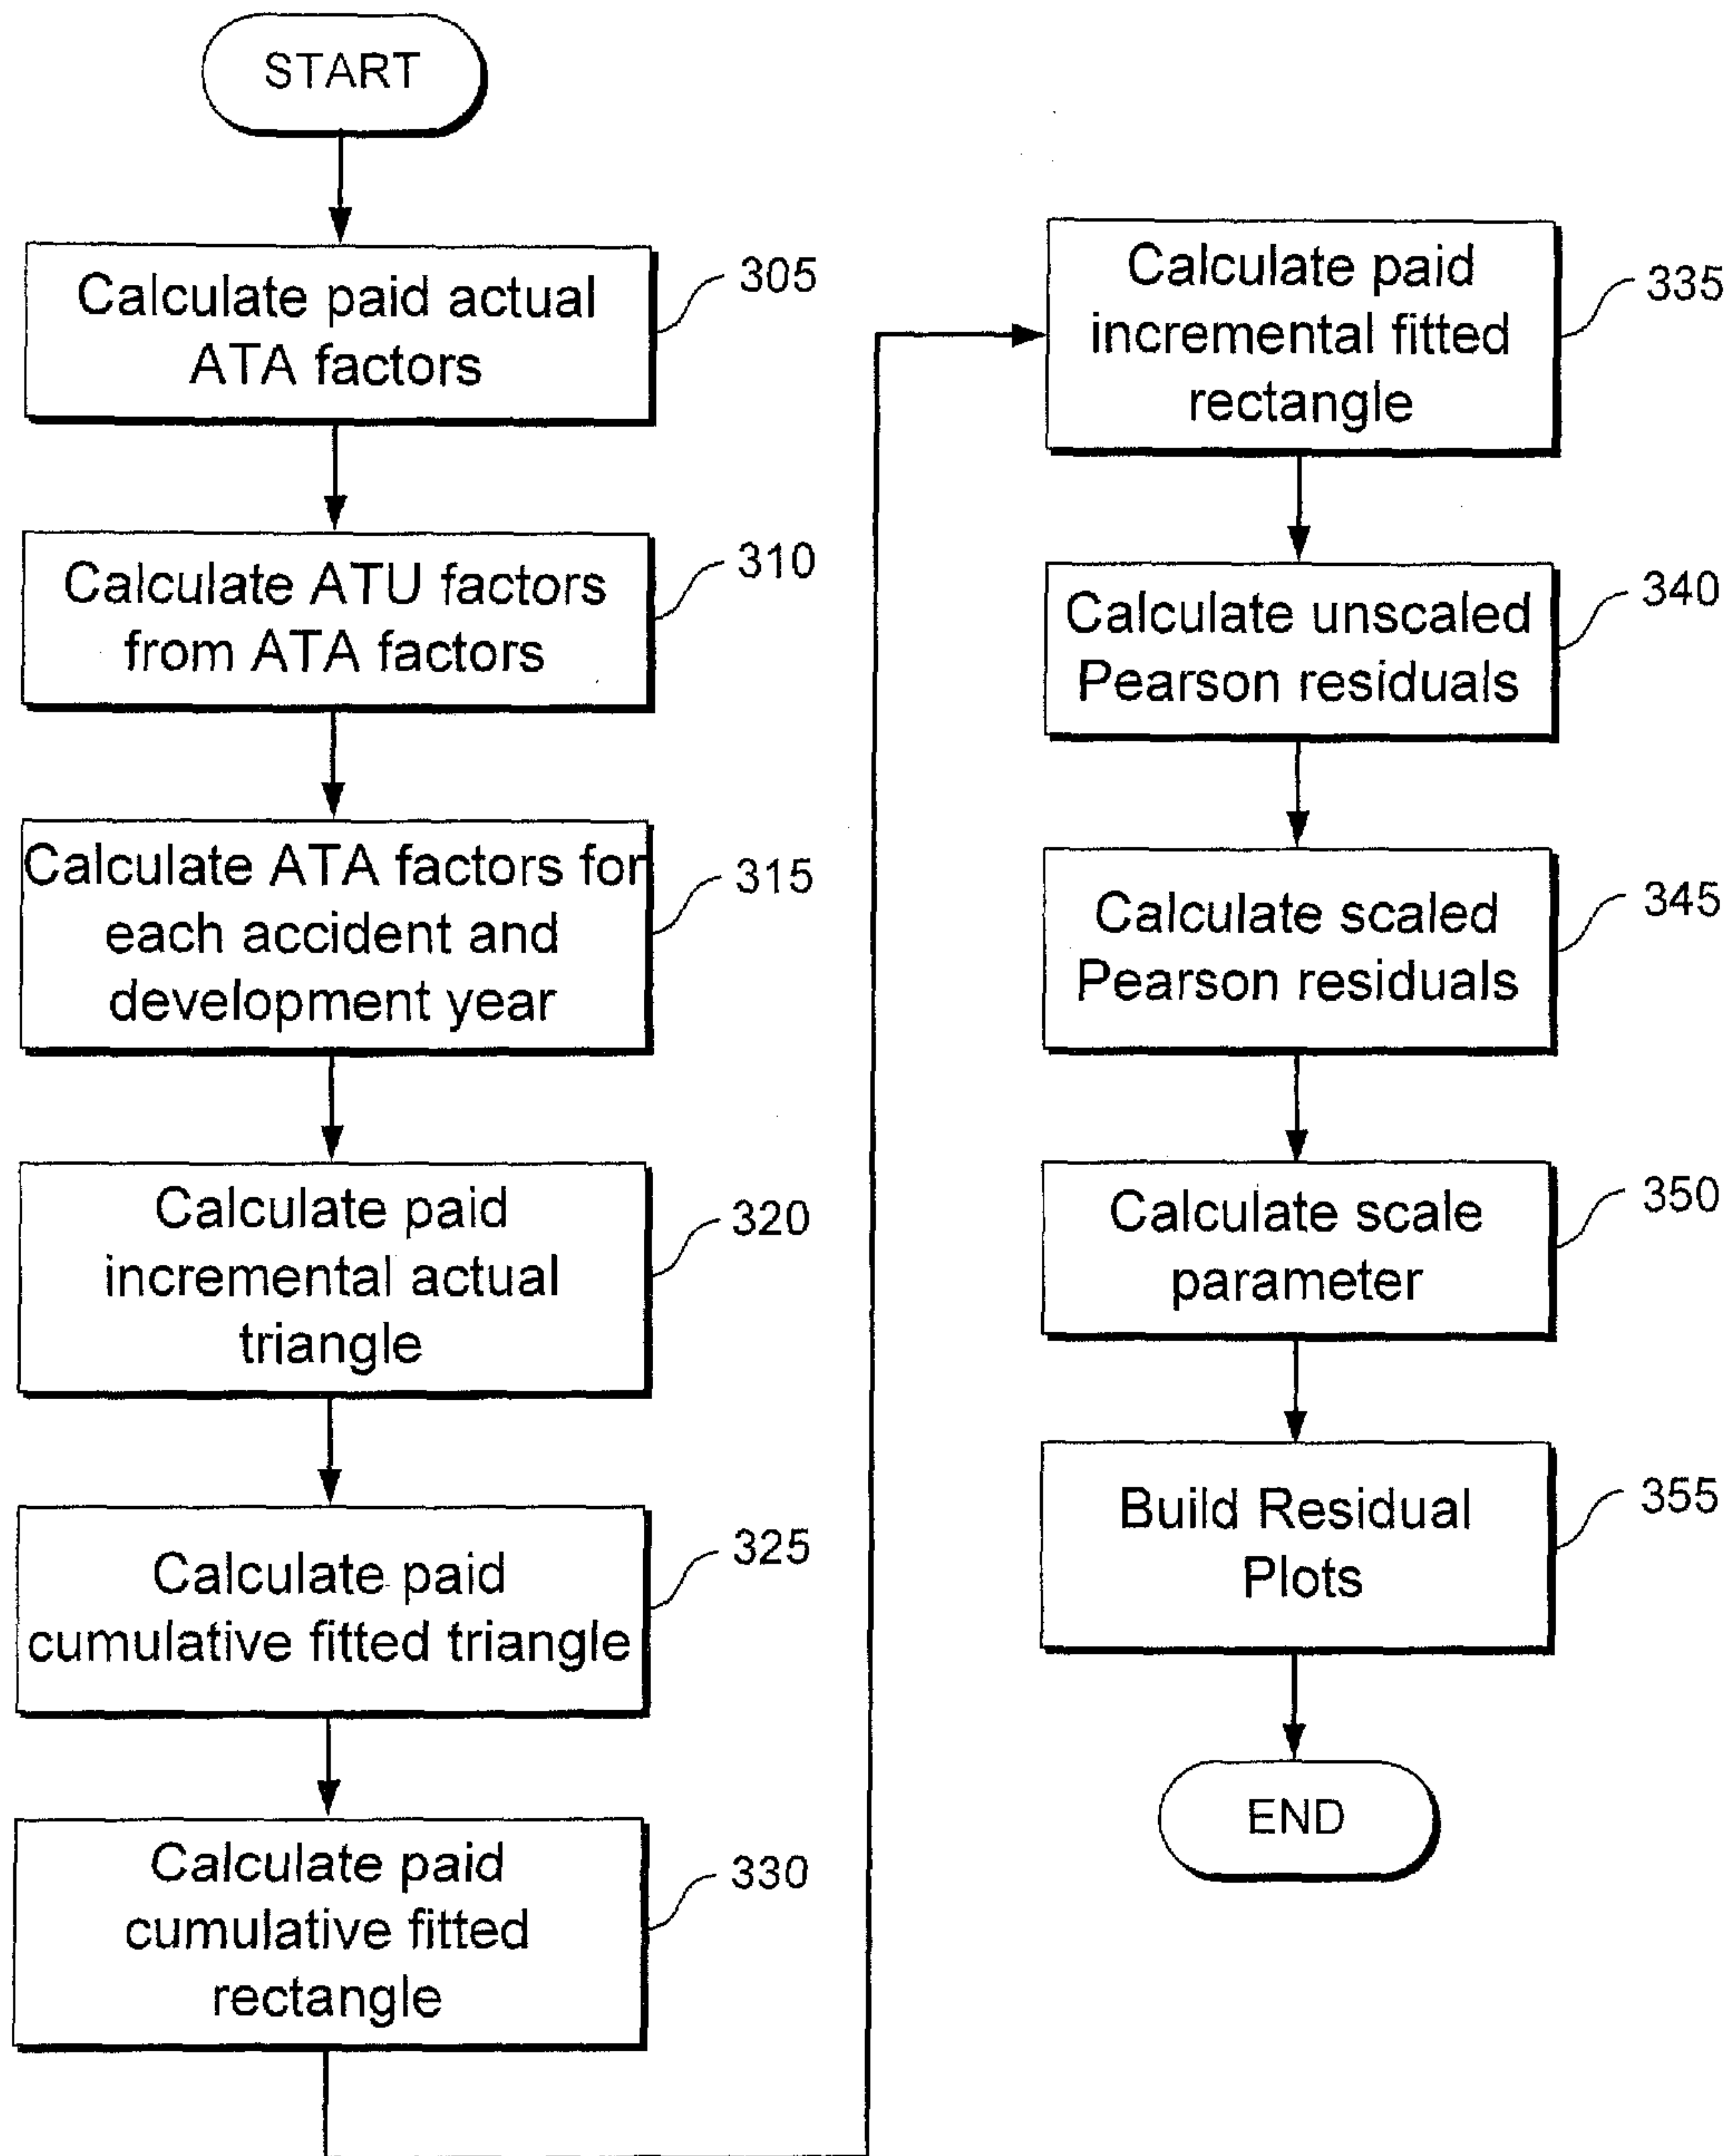 START
Calculate paid actual
ATA factors
305
Calculate ATU factors
from ATA factors
310
Calculate ATA factors for
each accident and
development year
315
Calculate paid
incremental actual
triangle
320
Calculate paid
cumulative fitted triangle
325
Calculate paid
cumulative fitted
rectangle
330
Calculate paid
incremental fitted
rectangle
335
Calculate unscaled
Pearson residuals
340
Calculate scaled
Pearson residuals
345
Calculate scale
parameter
350
Build Residual
Plots
355
END